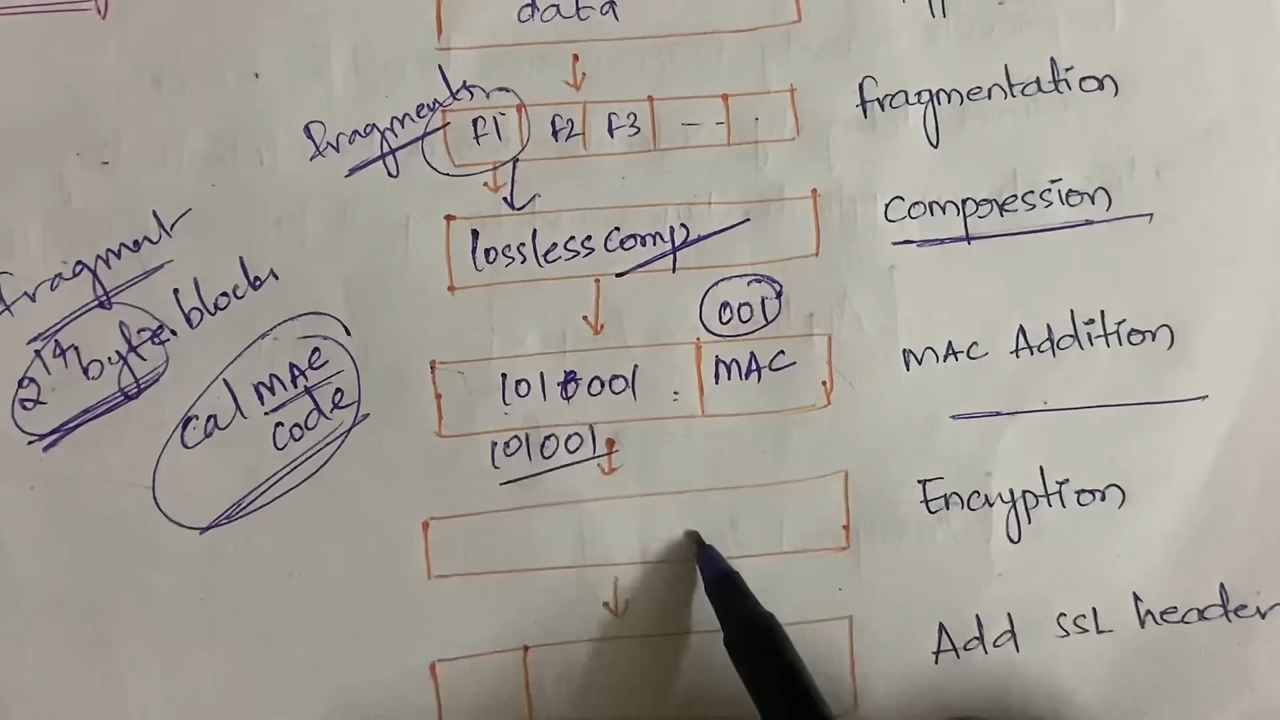 data
fragmentation
fragments
F1 F2 F3 -- .
compression
lossless comp
fragment
2^14 byte blocks
001
1010001 : MAC
MAC Addition
cal MAC
code
101001
Encryption
Add SSL header